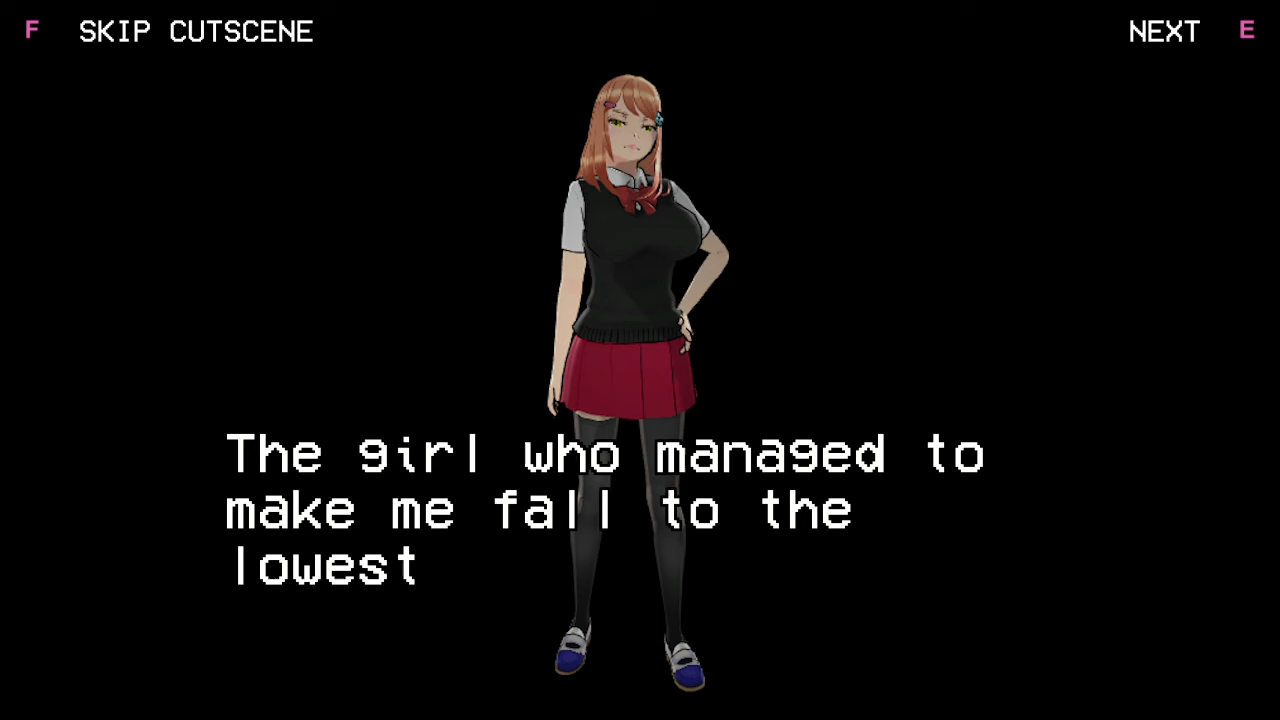 F SKIP CUTSCENE
NEXT E
The girl who managed to
make me fall to the
lowest